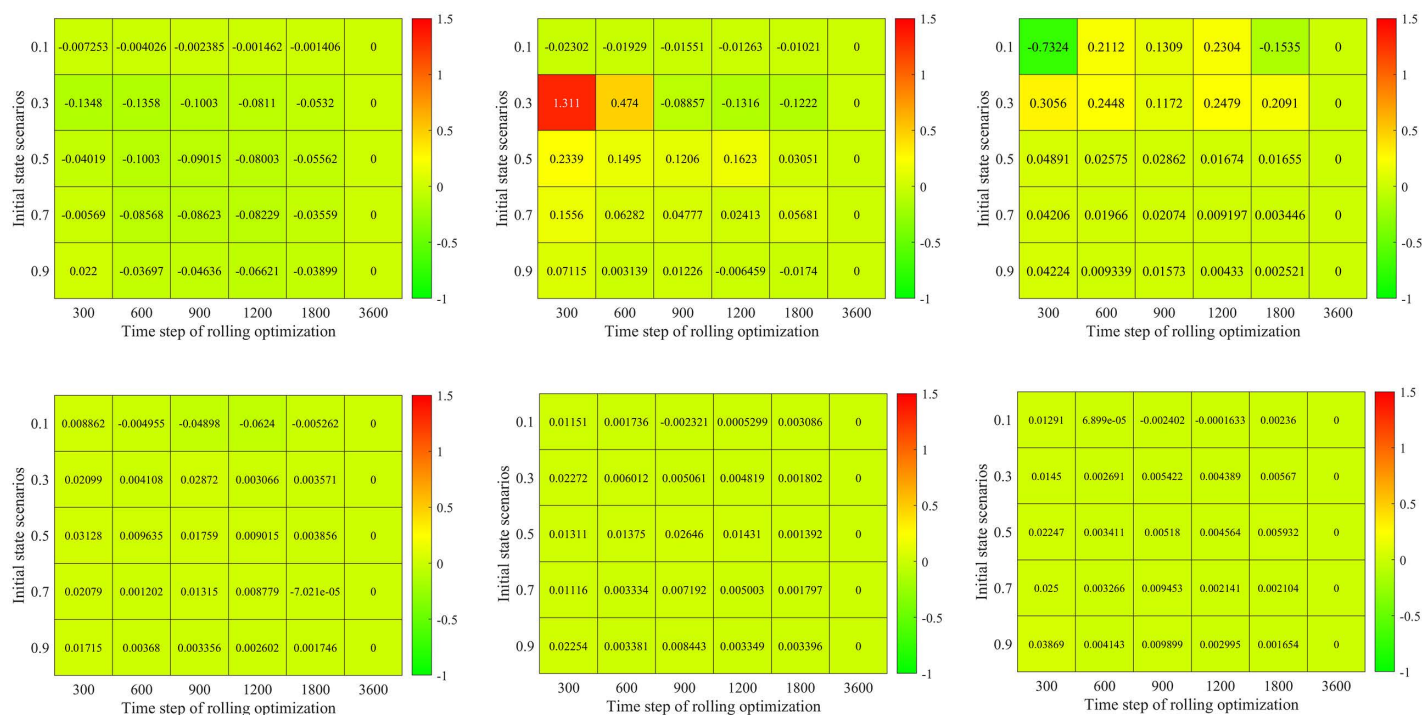 1.5
0.1 -0.007253 -0.004026 -0.002385 -0.001462 -0.001406 0
1
0.3 -0.1348 -0.1358 -0.1003 -0.0811 -0.0532 0
0.5
Initial state scenarios
0.5 -0.04019 -0.1003 -0.09015 -0.08003 -0.05562 0
0
0.7 -0.00569 -0.08568 -0.08623 -0.08229 -0.03559 0
-0.5
0.9 0.022 -0.03697 -0.04636 -0.06621 -0.03899 0
-1
300 600 900 1200 1800 3600
Time step of rolling optimization
1.5
0.1 -0.02302 -0.01929 -0.01551 -0.01263 -0.01021 0
1
0.3 1.311 0.474 -0.08857 -0.1316 -0.1222 0
0.5
Initial state scenarios
0.5 0.2339 0.1495 0.1206 0.1623 0.03051 0
0
0.7 0.1556 0.06282 0.04777 0.02413 0.05681 0
-0.5
0.9 0.07115 0.003139 0.01226 -0.006459 -0.0174 0
-1
300 600 900 1200 1800 3600
Time step of rolling optimization
1.5
0.1 -0.7324 0.2112 0.1309 0.2304 -0.1535 0
1
0.3 0.3056 0.2448 0.1172 0.2479 0.2091 0
0.5
Initial state scenarios
0.5 0.04891 0.02575 0.02862 0.01674 0.01655 0
0
0.7 0.04206 0.01966 0.02074 0.009197 0.003446 0
-0.5
0.9 0.04224 0.009339 0.01573 0.00433 0.002521 0
-1
300 600 900 1200 1800 3600
Time step of rolling optimization
1.5
0.1 0.008862 -0.004955 -0.04898 -0.0624 -0.005262 0
1
0.3 0.02099 0.004108 0.02872 0.003066 0.003571 0
0.5
Initial state scenarios
0.5 0.03128 0.009635 0.01759 0.009015 0.003856 0
0
0.7 0.02079 0.001202 0.01315 0.008779 -7.021e-05 0
-0.5
0.9 0.01715 0.00368 0.003356 0.002602 0.001746 0
-1
300 600 900 1200 1800 3600
Time step of rolling optimization
1.5
0.1 0.01151 0.001736 -0.002321 0.0005299 0.003086 0
1
0.3 0.02272 0.006012 0.005061 0.004819 0.001802 0
0.5
Initial state scenarios
0.5 0.01311 0.01375 0.02646 0.01431 0.001392 0
0
0.7 0.01116 0.003334 0.007192 0.005003 0.001797 0
-0.5
0.9 0.02254 0.003381 0.008443 0.003349 0.003396 0
-1
300 600 900 1200 1800 3600
Time step of rolling optimization
1.5
0.1 0.01291 6.899e-05 -0.002402 -0.0001633 0.00236 0
1
0.3 0.0145 0.002691 0.005422 0.004389 0.00567 0
0.5
Initial state scenarios
0.5 0.02247 0.003411 0.00518 0.004564 0.005932 0
0
0.7 0.025 0.003266 0.009453 0.002141 0.002104 0
-0.5
0.9 0.03869 0.004143 0.009899 0.002995 0.001654 0
-1
300 600 900 1200 1800 3600
Time step of rolling optimization